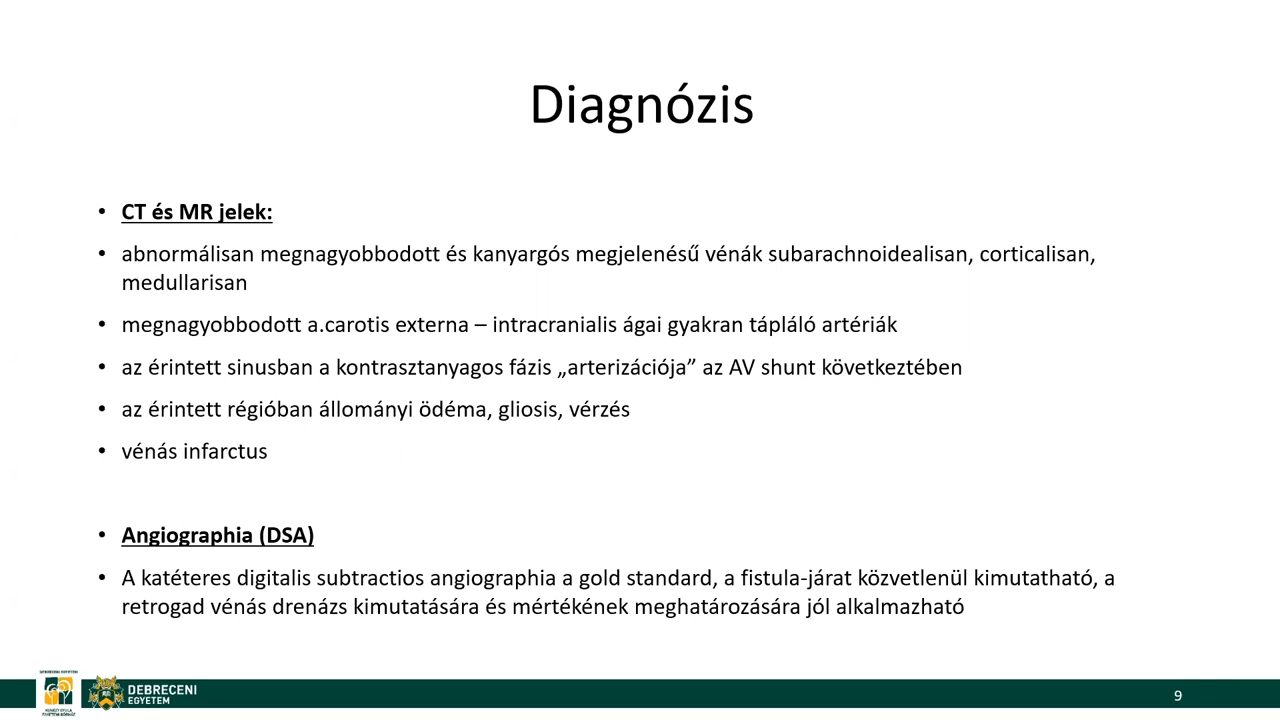 Diagnózis
• CT és MR jelek:
• abnormálisan megnagyobbodott és kanyargós megjelenésű vénák subarachnoidealisan, corticalisan,
medullarisan
• megnagyobbodott a.carotis externa – intracranialis ágai gyakran tápláló artériák
• az érintett sinusban a kontrasztanyagos fázis „arterizációja” az AV shunt következtében
• az érintett régióban állományi ödéma, gliosis, vérzés
• vénás infarctus
• Angiographia (DSA)
• A katéteres digitalis subtractios angiographia a gold standard, a fistula-járat közvetlenül kimutatható, a
retrogad vénás drenázs kimutatására és mértékének meghatározására jól alkalmazható
DEBRECENI
EGYETEM
9